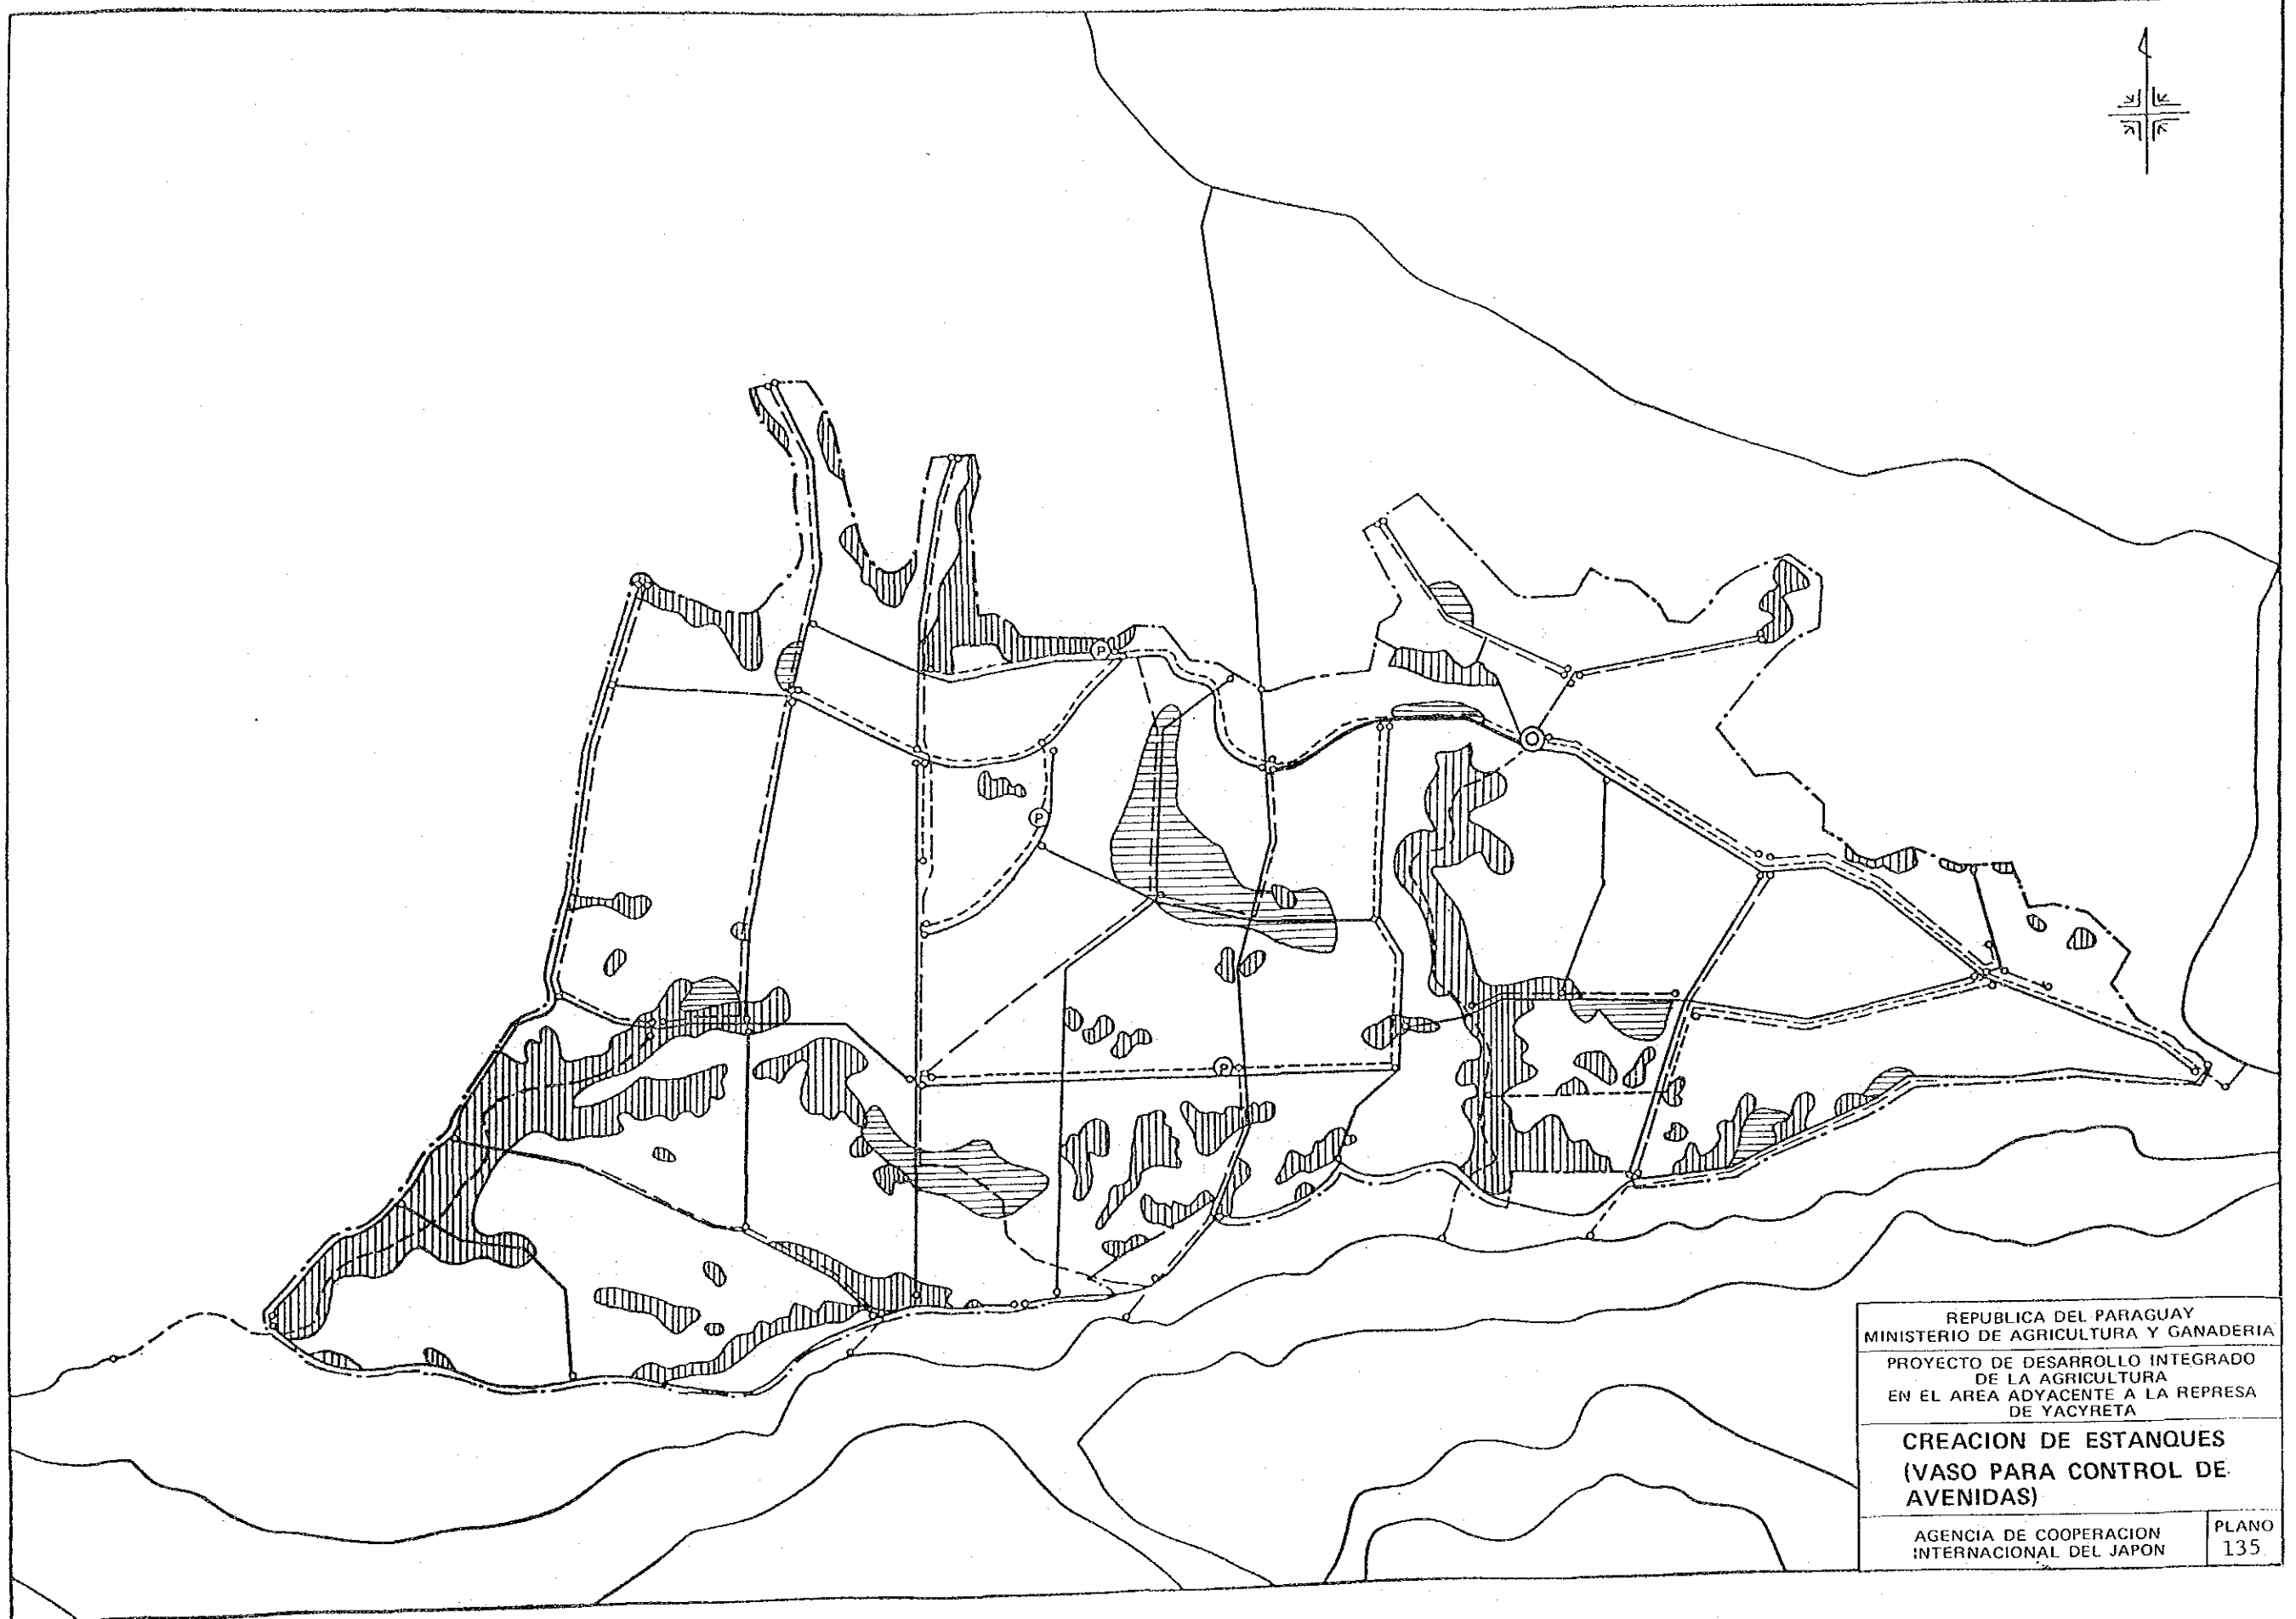 P
P
P
REPUBLICA DEL PARAGUAY
MINISTERIO DE AGRICULTURA Y GANADERIA
PROYECTO DE DESARROLLO INTEGRADO
DE LA AGRICULTURA
EN EL AREA ADYACENTE A LA REPRESA
DE YACYRETA
CREACION DE ESTANQUES
(VASO PARA CONTROL DE
AVENIDAS)
AGENCIA DE COOPERACION
INTERNACIONAL DEL JAPON
PLANO
135